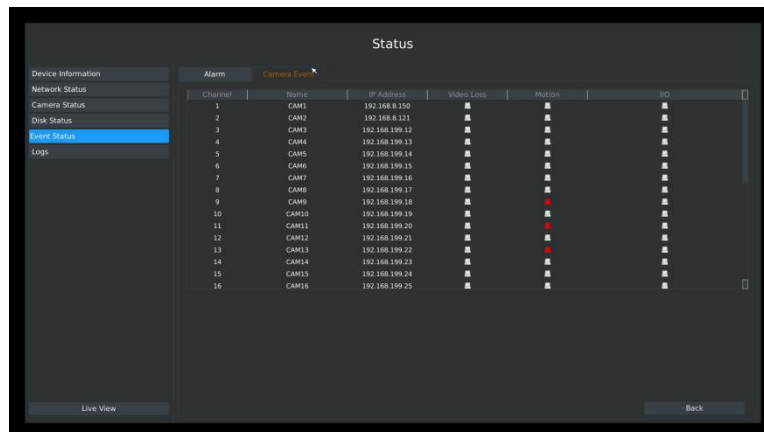 Status
Device Information
Network Status
Camera Status
Disk Status
Event Status
Logs
Alarm Camera Event
Channel Name IP Address Video Loss Motion I/O
1 CAM1 192.168.8.150
2 CAM2 192.168.8.121
3 CAM3 192.168.199.12
4 CAM4 192.168.199.13
5 CAM5 192.168.199.14
6 CAM6 192.168.199.15
7 CAM7 192.168.199.16
8 CAM8 192.168.199.17
9 CAM9 192.168.199.18
10 CAM10 192.168.199.19
11 CAM11 192.168.199.20
12 CAM12 192.168.199.21
13 CAM13 192.168.199.22
14 CAM14 192.168.199.23
15 CAM15 192.168.199.24
16 CAM16 192.168.199.25
Live View Back